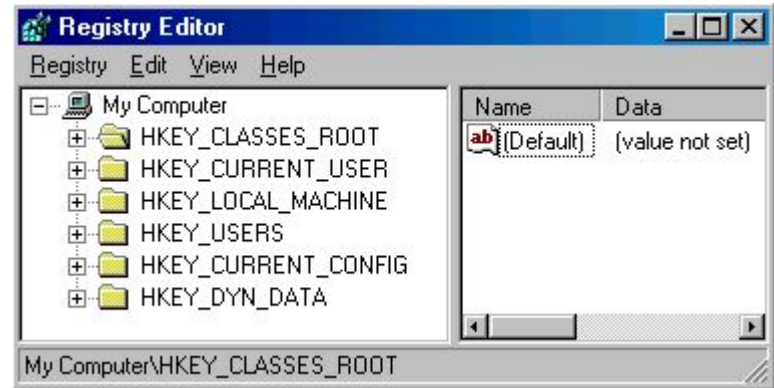 Registry Editor
Registry Edit View Help
My Computer
HKEY_CLASSES_ROOT
HKEY_CURRENT_USER
HKEY_LOCAL_MACHINE
HKEY_USERS
HKEY_CURRENT_CONFIG
HKEY_DYN_DATA
Name Data
ab (Default) (value not set)
My Computer\HKEY_CLASSES_ROOT